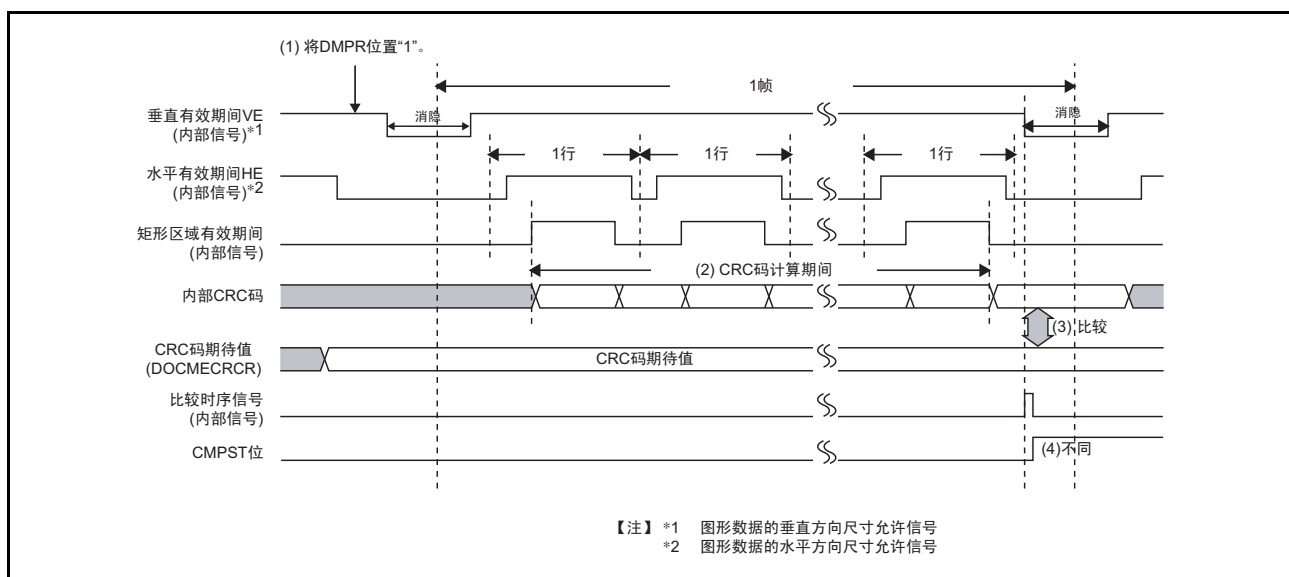 (1) 将DMPR位置“1”。
1帧
垂直有效期间VE
(内部信号)*1
消隐
消隐
1行
1行
1行
水平有效期间HE
(内部信号)*2
矩形区域有效期间
(内部信号)
(2) CRC码计算期间
内部CRC码
(3) 比较
CRC码期待值
(DOCMECRCR)
CRC码期待值
比较时序信号
(内部信号)
CMPST位
(4)不同
【注】 *1 图形数据的垂直方向尺寸允许信号
*2 图形数据的水平方向尺寸允许信号